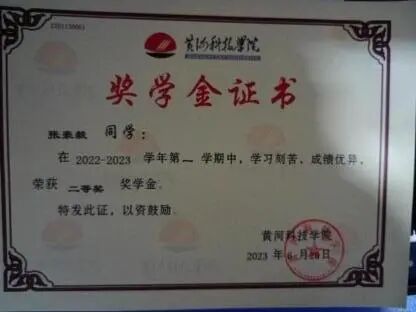 黄河科技学院
奖学金证书
张豪毅 同学：
在 2022-2023 学年第一学期中，学习刻苦、成绩优异，
荣获 二等奖 奖学金。
特发此证，以资鼓励。
黄河科技学院
2023 年 6 月 26 日